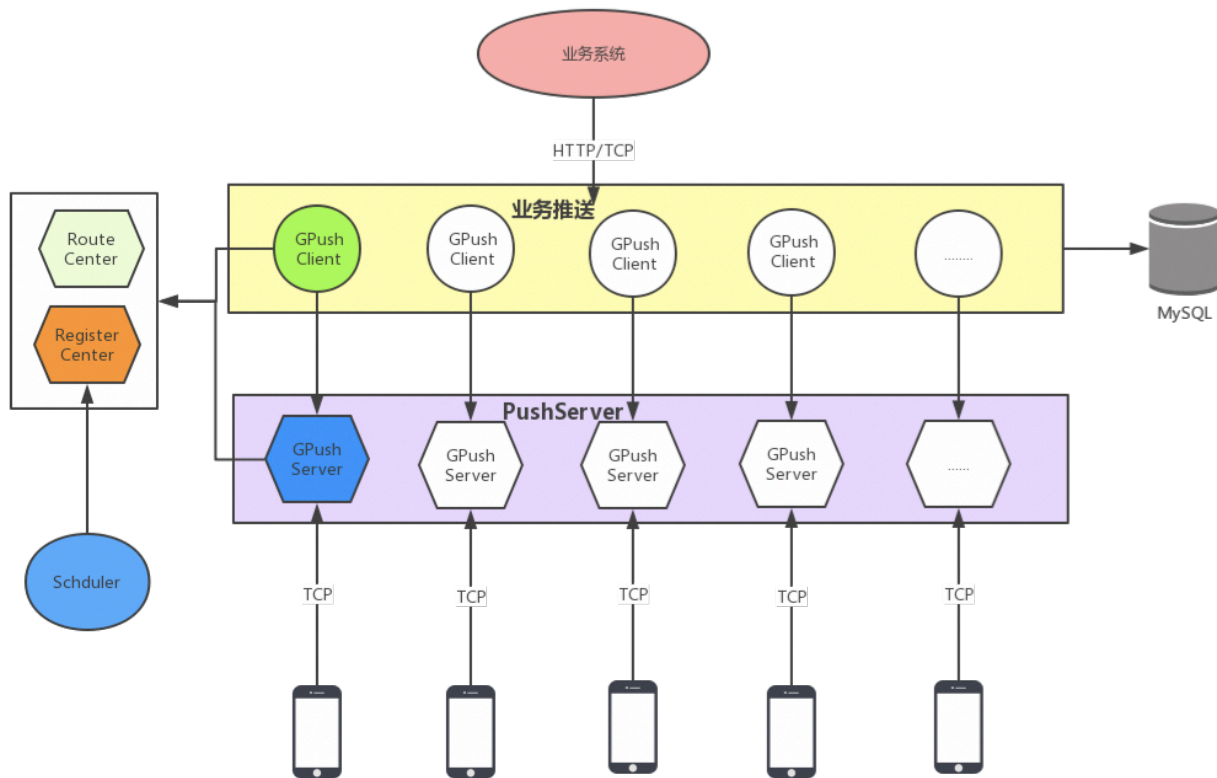 业务系统
HTTP/TCP
业务推送
Route
Center
GPush
Client
GPush
Client
GPush
Client
GPush
Client
........
MySQL
Register
Center
PushServer
GPush
Server
GPush
Server
GPush
Server
GPush
Server
......
Schduler
TCP
TCP
TCP
TCP
TCP